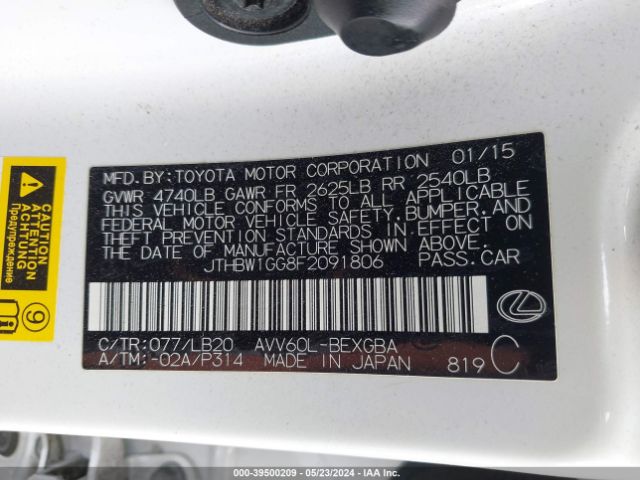 MFD.BY:TOYOTA MOTOR CORPORATION 01/15
GVWR 4740LB GAWR FR 2625LB RR 2540LB
THIS VEHICLE CONFORMS TO ALL APPLICABLE
FEDERAL MOTOR VEHICLE SAFETY,BUMPER,AND
THEFT PREVENTION STANDARDS IN EFFECT ON
THE DATE OF MANUFACTURE SHOWN ABOVE.
JTHBW1GG8F2091806 PASS.CAR
C/TR:077/LB20 AVV60L-BEXGBA
A/TM:-02A/P314 MADE IN JAPAN 819 C
CAUTION
ACHTUNG
ATTENTION
Предупреждение
9
000-39500209 - 05/23/2024 - IAA Inc.